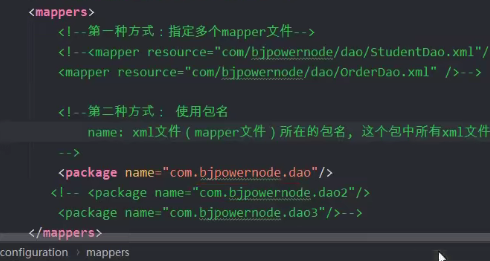 <mappers>
<!--第一种方式：指定多个mapper文件-->
<!--<mapper resource="com/bjpowernode/dao/StudentDao.xml"/
<mapper resource="com/bjpowernode/dao/OrderDao.xml" />-->
<!--第二种方式： 使用包名
name: xml文件（mapper文件）所在的包名, 这个包中所有xml文件
-->
<package name="com.bjpowernode.dao"/>
<!-- <package name="com.bjpowernode.dao2"/>
<package name="com.bjpowernode.dao3"/>-->
</mappers>
configuration › mappers